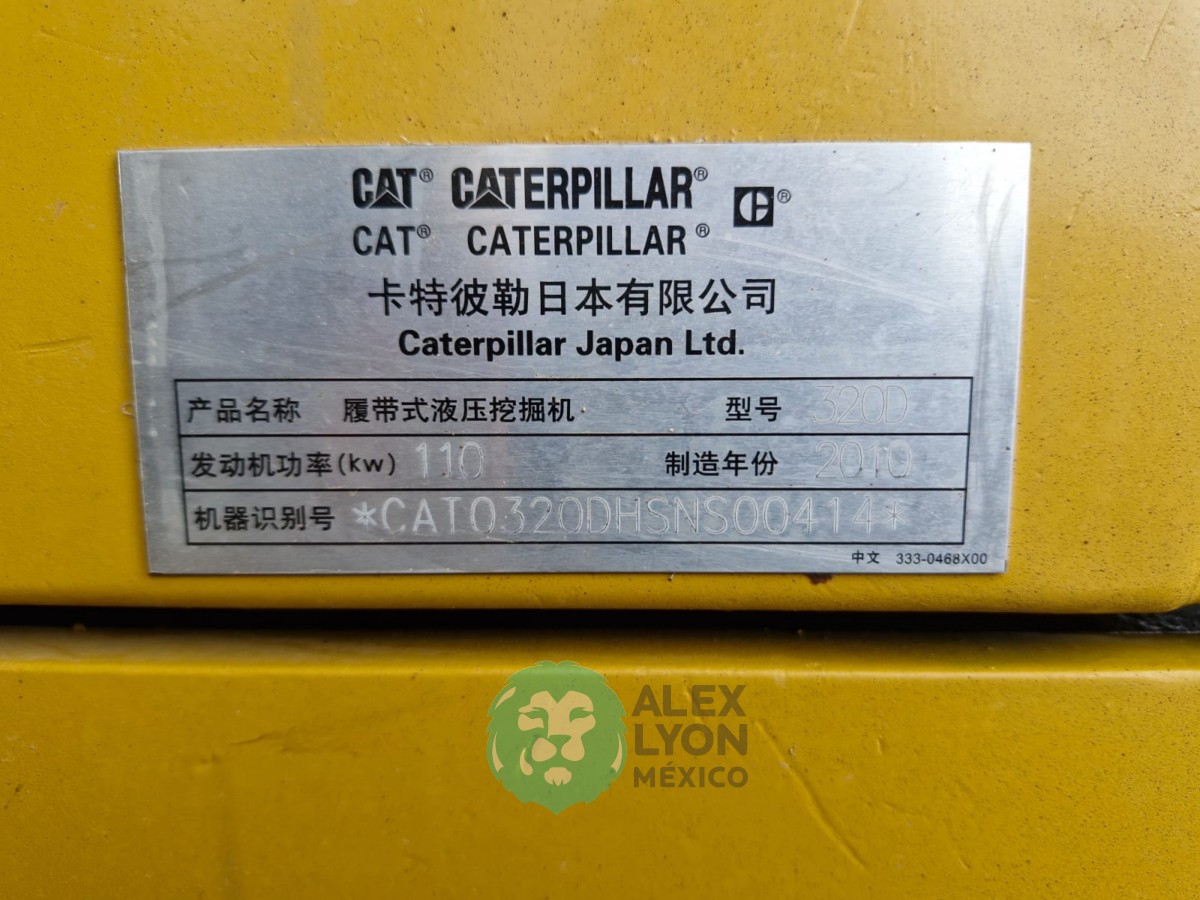 CAT® CATERPILLAR® ®
CAT® CATERPILLAR®
卡特彼勒日本有限公司
Caterpillar Japan Ltd.
产品名称 履带式液压挖掘机 型号 320D
发动机功率(kw) 110 制造年份 2010
机器识别号 *CAT0320DHSNS00414*
中文 333-0468X00
ALEX
LYON
MÉXICO